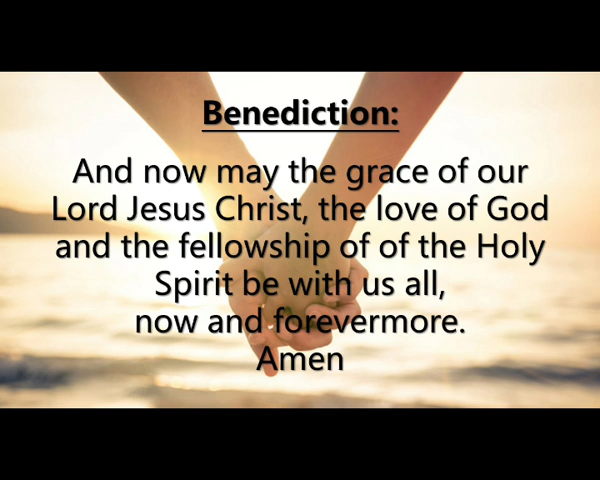 Benediction:
And now may the grace of our
Lord Jesus Christ, the love of God
and the fellowship of of the Holy
Spirit be with us all,
now and forevermore.
Amen